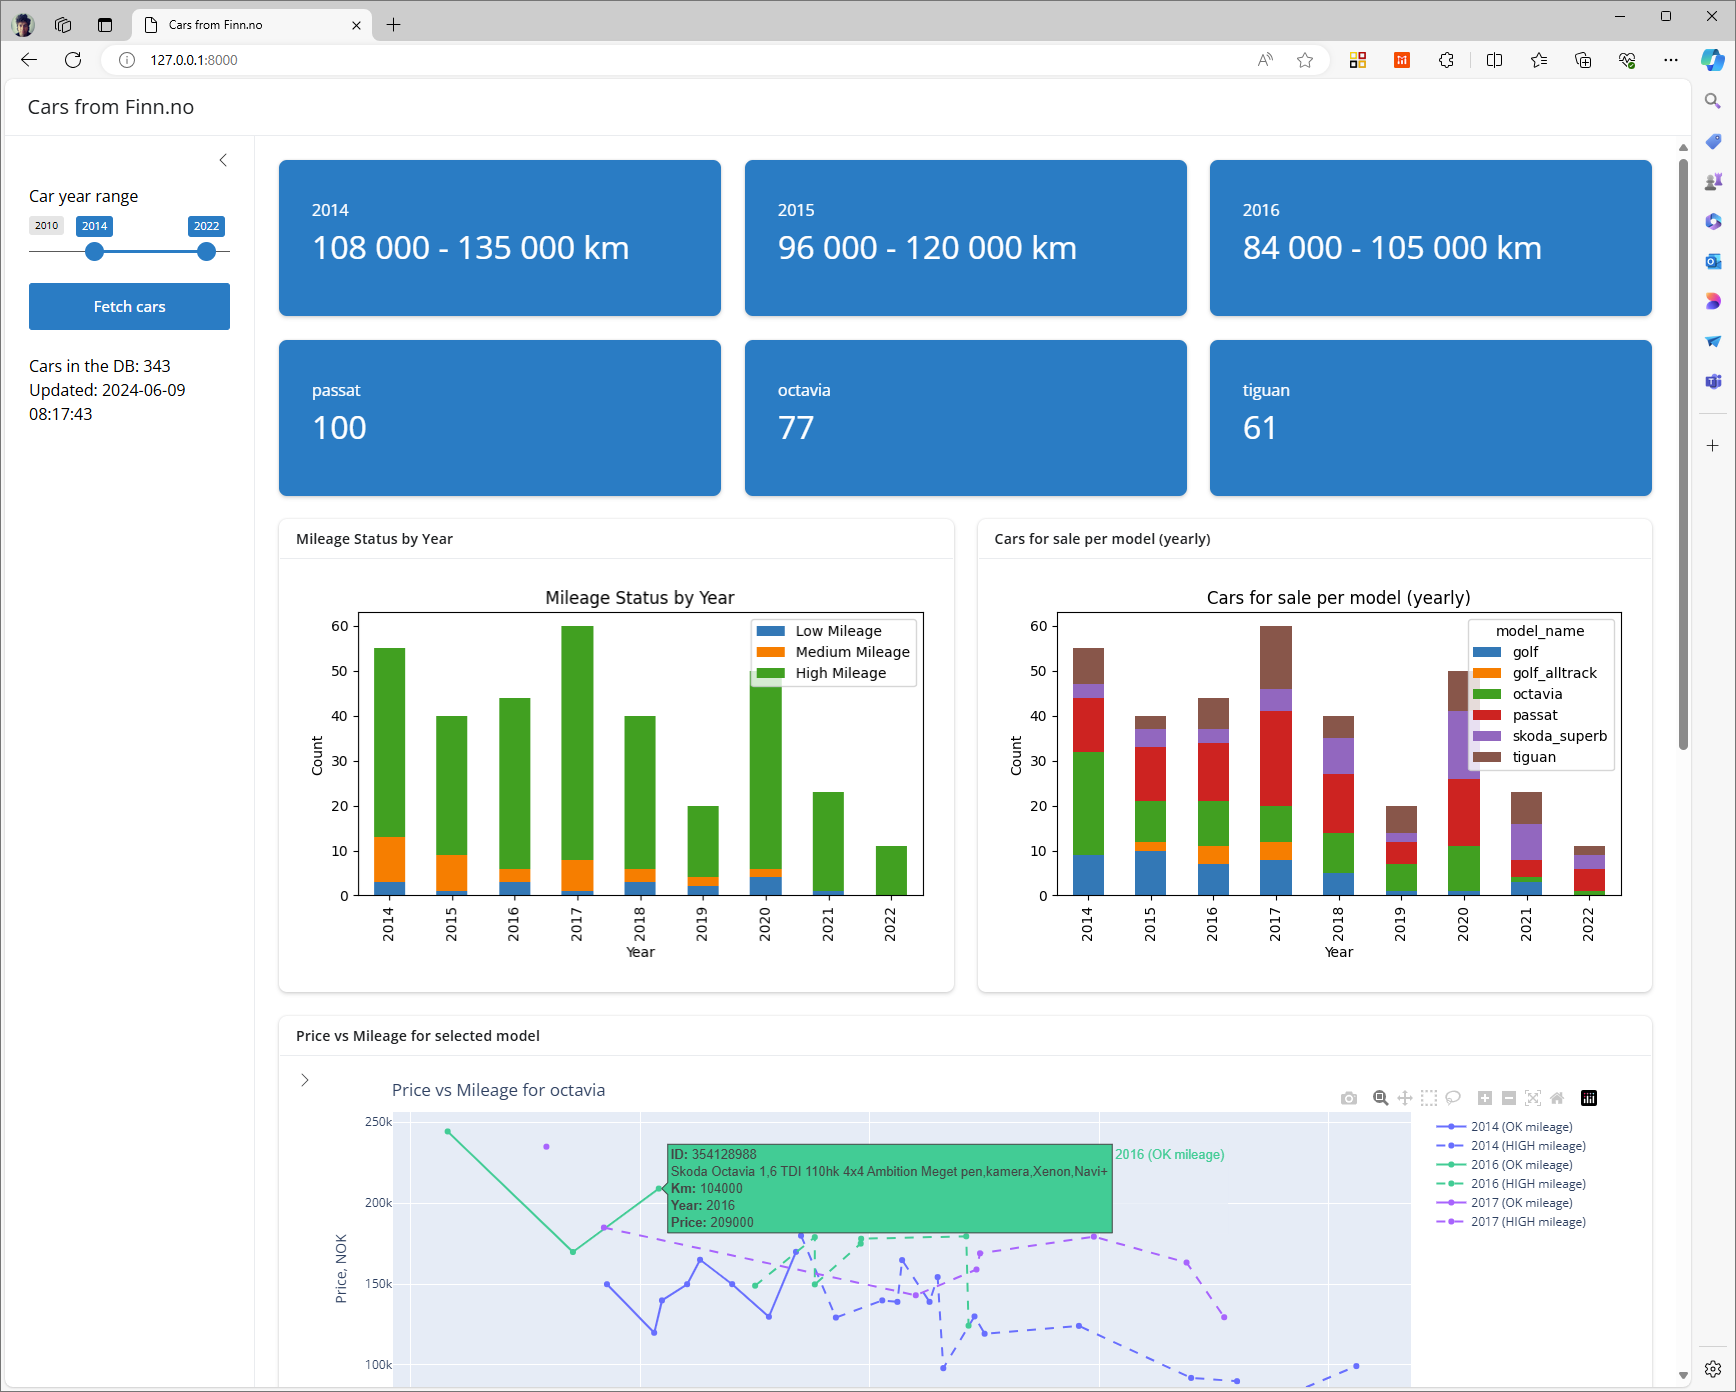 Cars from Finn.no
127.0.0.1:8000
Cars from Finn.no
Car year range
2010
2014
2022
Fetch cars
Cars in the DB: 343
Updated: 2024-06-09
08:17:43
2014
108 000 - 135 000 km
2015
96 000 - 120 000 km
2016
84 000 - 105 000 km
passat
100
octavia
77
tiguan
61
Mileage Status by Year
Mileage Status by Year
Low Mileage
Medium Mileage
High Mileage
60
50
40
30
20
10
0
Count
2014
2015
2016
2017
2018
2019
2020
2021
2022
Year
Cars for sale per model (yearly)
Cars for sale per model (yearly)
model_name
golf
golf_alltrack
octavia
passat
skoda_superb
tiguan
60
50
40
30
20
10
0
Count
2014
2015
2016
2017
2018
2019
2020
2021
2022
Year
Price vs Mileage for selected model
Price vs Mileage for octavia
250k
200k
150k
100k
Price, NOK
ID: 354128988
Skoda Octavia 1,6 TDI 110hk 4x4 Ambition Meget pen,kamera,Xenon,Navi+
Km: 104000
Year: 2016
Price: 209000
2016 (OK mileage)
2014 (OK mileage)
2014 (HIGH mileage)
2016 (OK mileage)
2016 (HIGH mileage)
2017 (OK mileage)
2017 (HIGH mileage)